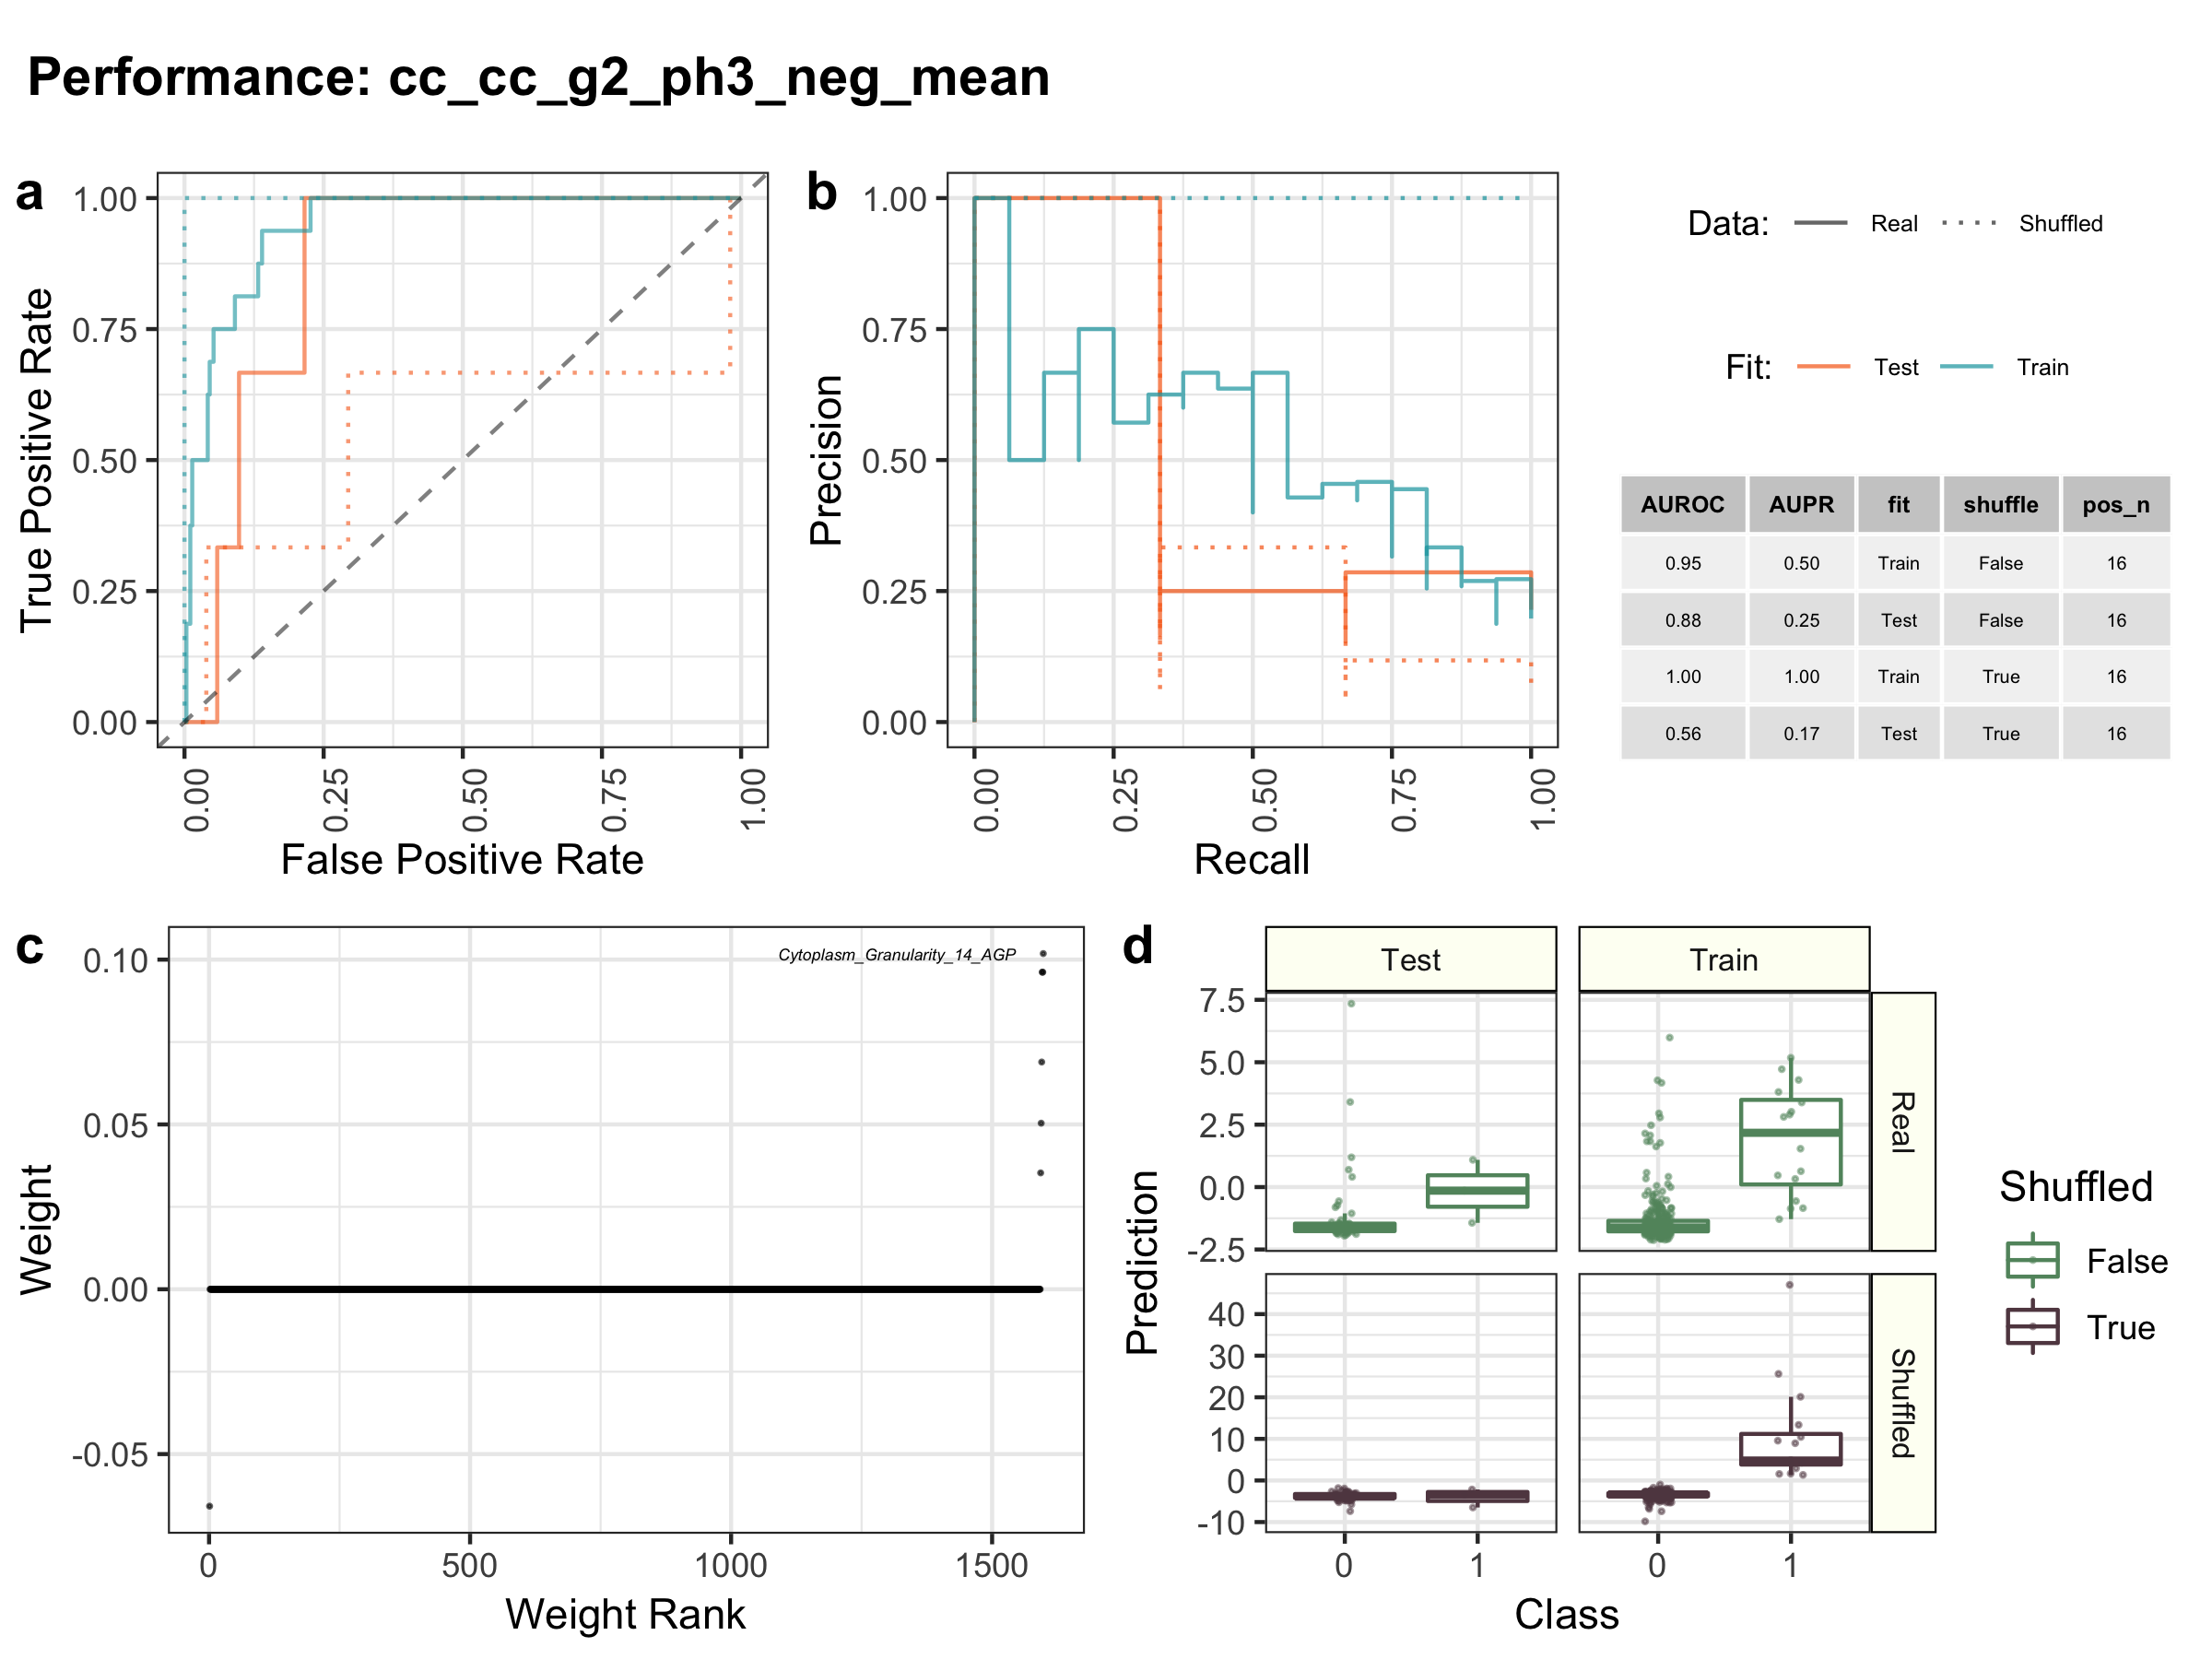 Performance: cc_cc_g2_ph3_neg_mean
a
1.00
0.75
0.50
0.25
0.00
True Positive Rate
0.00
0.25
0.50
0.75
1.00
False Positive Rate
b
1.00
0.75
0.50
0.25
0.00
Precision
0.00
0.25
0.50
0.75
1.00
Recall
Data: Real Shuffled
Fit: Test Train
AUROC AUPR fit shuffle pos_n
0.95 0.50 Train False 16
0.88 0.25 Test False 16
1.00 1.00 Train True 16
0.56 0.17 Test True 16
c
0.10
0.05
0.00
-0.05
Weight
Cytoplasm_Granularity_14_AGP
0 500 1000 1500
Weight Rank
d
Test Train
7.5
5.0
2.5
0.0
-2.5
Real
40
30
20
10
0
-10
Shuffled
Prediction
0 1 0 1
Class
Shuffled
False
True